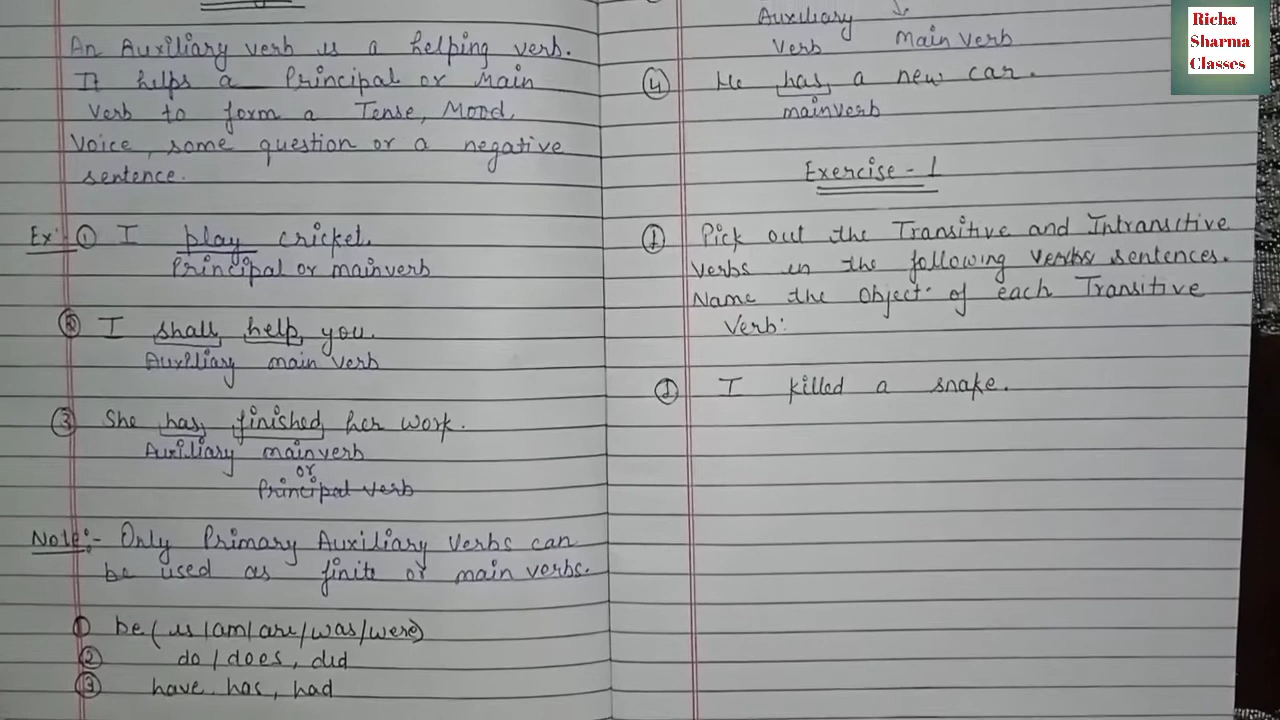 An Auxiliary verb is a helping verb.
It helps a Principal or Main
Verb to form a Tense, Mood,
Voice, some question or a negative
sentence.
Ex: ① I play cricket.
Principal or mainverb
② I shall help you.
Auxiliary main verb
③ She has finished her work.
Auxiliary mainverb
or
Principal verb
Note:- Only Primary Auxiliary Verbs can
be used as finite or main verbs.
① be (is/am/are/was/were)
② do/does, did
③ have has, had
Auxiliary
Verb Main verb
④ He has a new car.
mainverb
Exercise - 1
① Pick out the Transitive and Intransitive
Verbs in the following verbs sentences.
Name the Object of each Transitive
Verb:
① I killed a snake.
Richa
Sharma
Classes